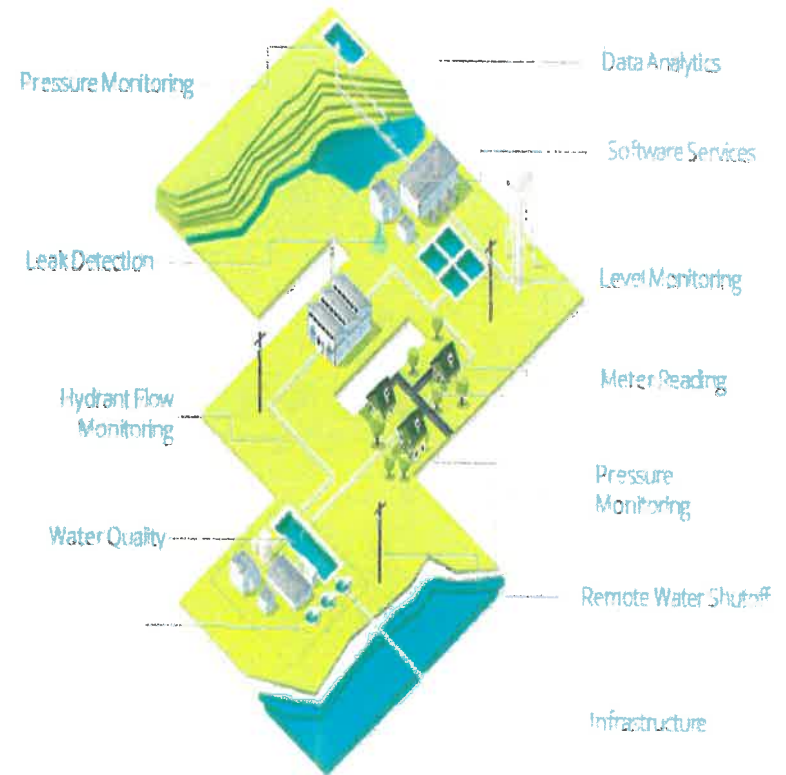 Pressure Monitoring
Data Analytics
Software Services
Leak Detection
Level Monitoring
Meter Reading
Hydrant Flow
Monitoring
Pressure
Monitoring
Water Quality
Remote Water Shutoff
Infrastructure